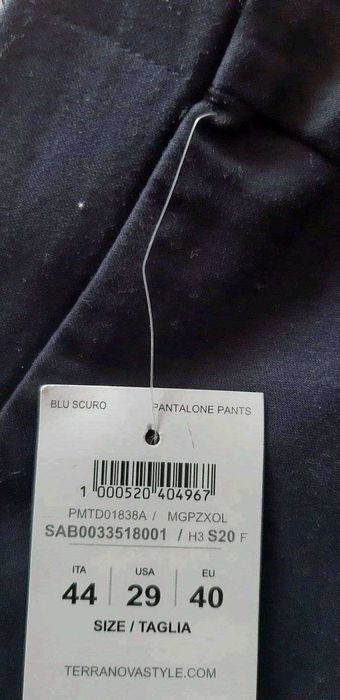 BLU SCURO PANTALONE PANTS
1 000520 404967
PMTD01838A / MGPZXOL
SAB0033518001 / H3 S20 F
ITA USA EU
44 29 40
SIZE / TAGLIA
TERRANOVASTYLE.COM